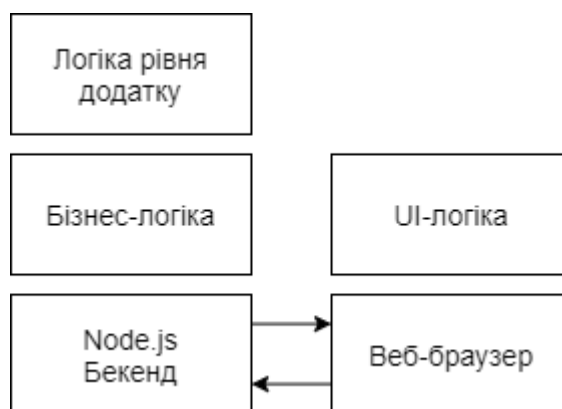 Логіка рівня
додатку
Бізнес-логіка
UI-логіка
Node.js
Бекенд
Веб-браузер